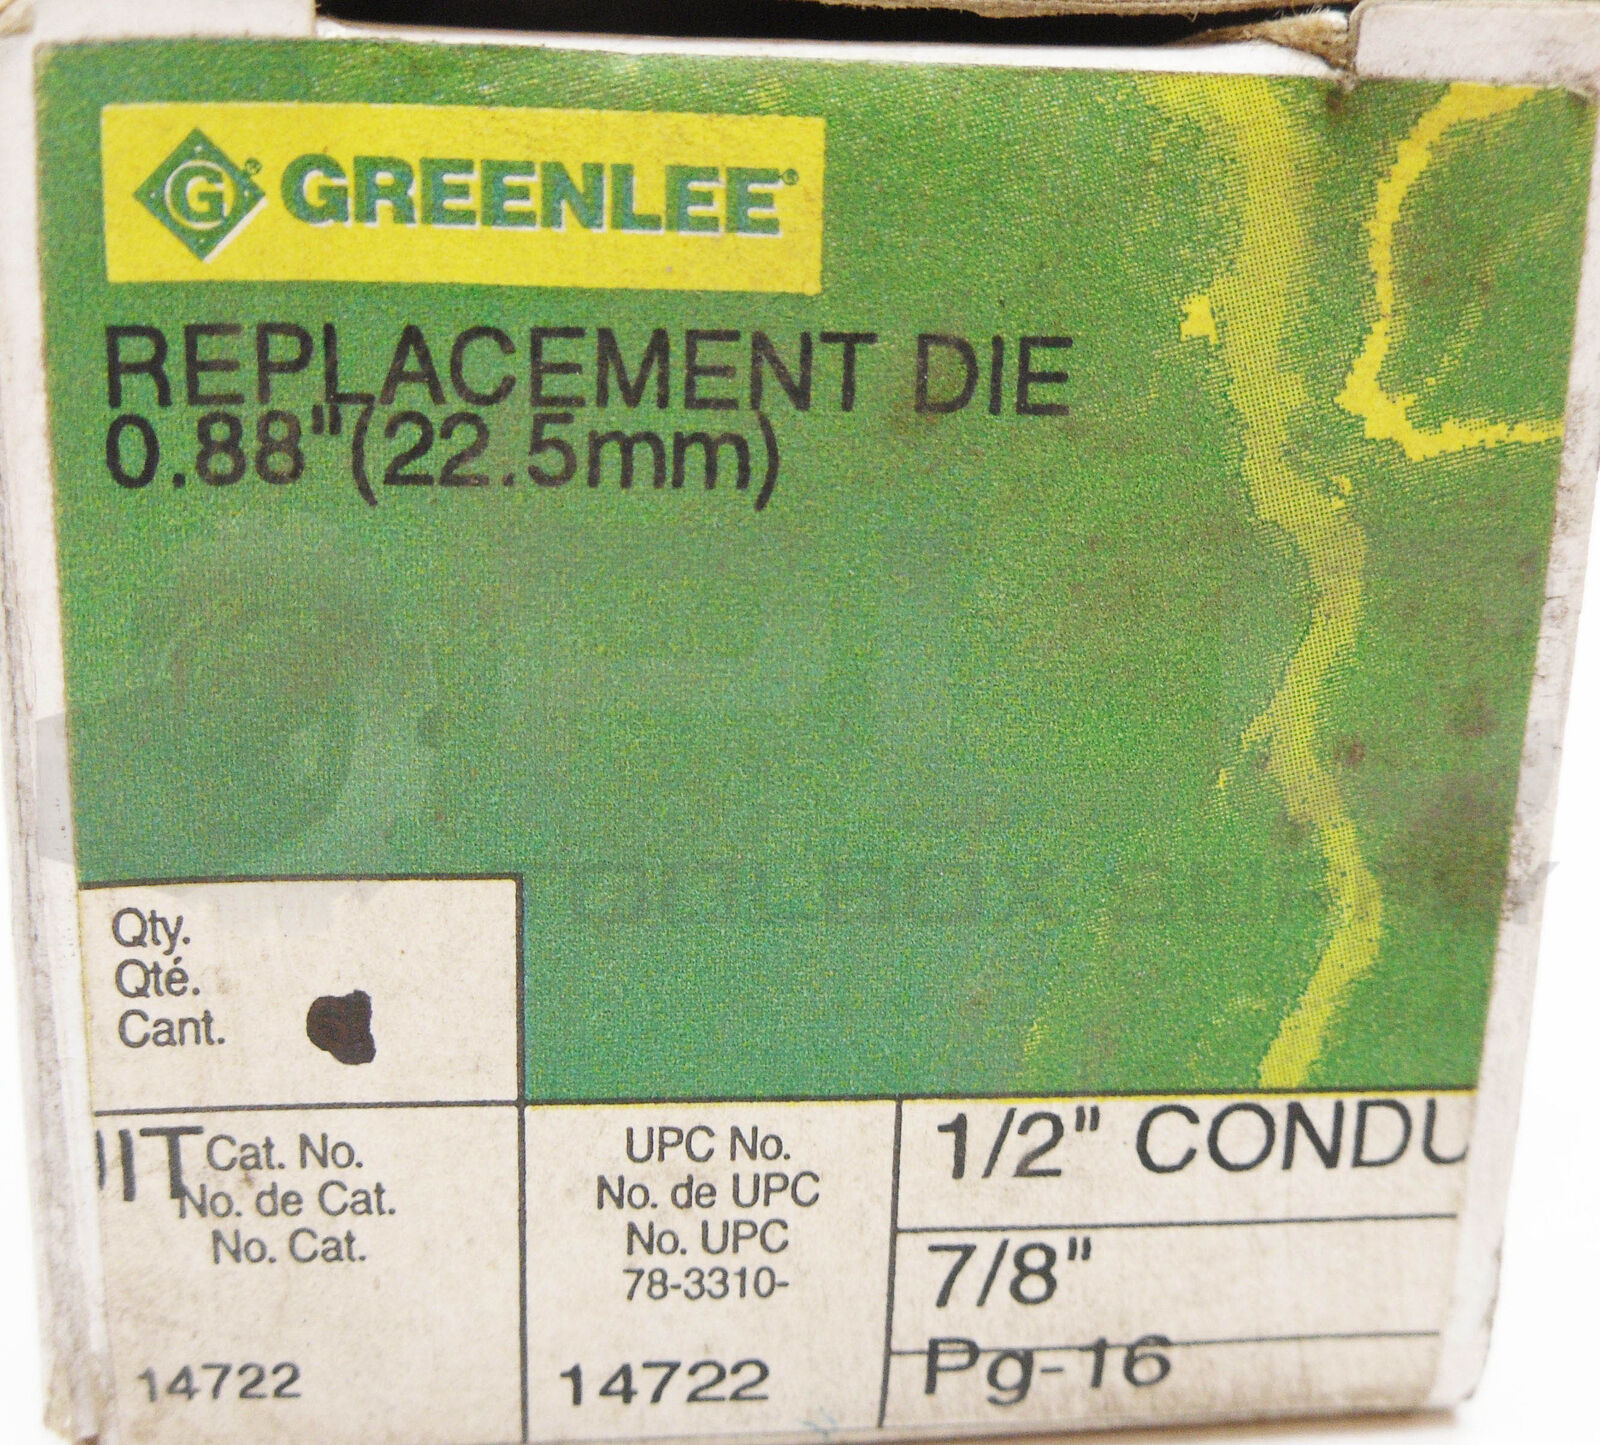 G® GREENLEE®
REPLACEMENT DIE
0.88"(22.5mm)
Qty.
Qté.
Cant.
UIT
Cat. No.
No. de Cat.
No. Cat.
14722
UPC No.
No. de UPC
No. UPC
78-3310-
14722
1/2" CONDU
7/8"
Pg-16